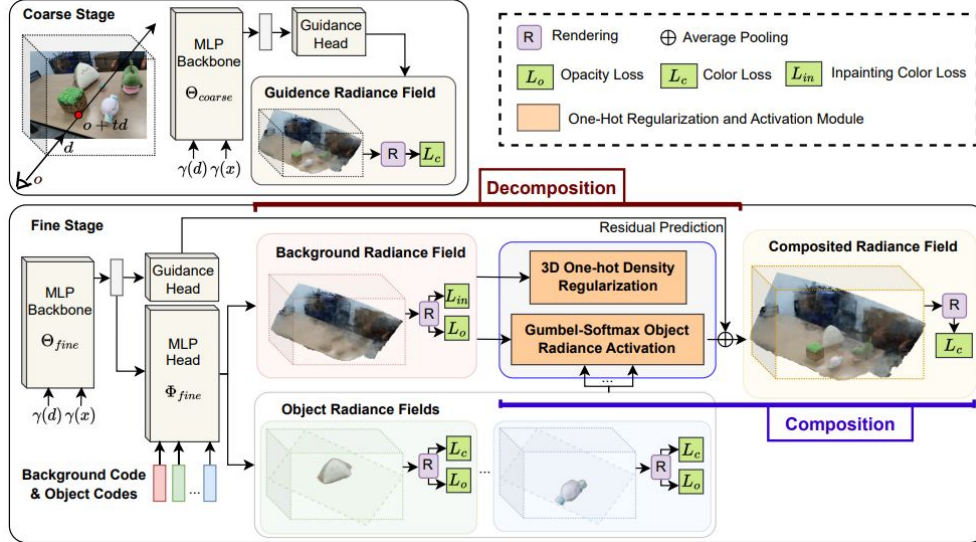 Coarse Stage
o + td
d
o
MLP
Backbone
Θcoarse
γ(d) γ(x)
Guidance
Head
Guidence Radiance Field
R
Lc
R Rendering
⊕ Average Pooling
Lo Opacity Loss
Lc Color Loss
Lin Inpainting Color Loss
One-Hot Regularization and Activation Module
Decomposition
Fine Stage
MLP
Backbone
Θfine
γ(d) γ(x)
Guidance
Head
MLP
Head
Φfine
Background Code
& Object Codes
...
Background Radiance Field
R
Lin
Lo
Residual Prediction
3D One-hot Density
Regularization
Gumbel-Softmax Object
Radiance Activation
...
Composited Radiance Field
R
Lc
Composition
Object Radiance Fields
R
Lc
Lo
...
R
Lc
Lo